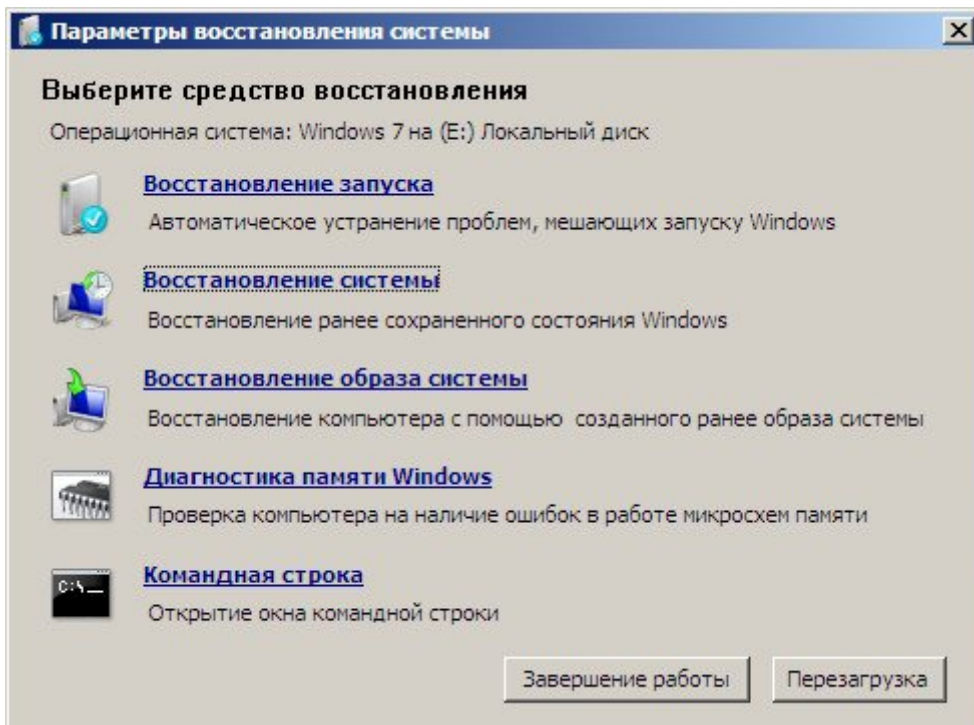 Параметры восстановления системы
Выберите средство восстановления
Операционная система: Windows 7 на (E:) Локальный диск
Восстановление запуска
Автоматическое устранение проблем, мешающих запуску Windows
Восстановление системы
Восстановление ранее сохраненного состояния Windows
Восстановление образа системы
Восстановление компьютера с помощью созданного ранее образа системы
Диагностика памяти Windows
Проверка компьютера на наличие ошибок в работе микросхем памяти
C:\_
Командная строка
Открытие окна командной строки
Завершение работы
Перезагрузка